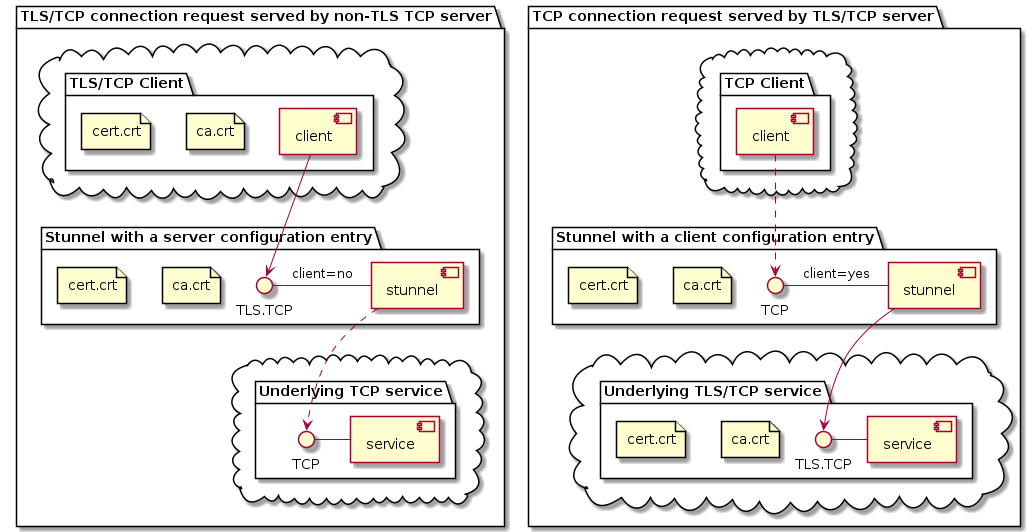 TLS/TCP connection request served by non-TLS TCP server
TLS/TCP Client
cert.crt
ca.crt
client
Stunnel with a server configuration entry
cert.crt
ca.crt
client=no
stunnel
TLS.TCP
Underlying TCP service
service
TCP
TCP connection request served by TLS/TCP server
TCP Client
client
Stunnel with a client configuration entry
cert.crt
ca.crt
client=yes
stunnel
TCP
Underlying TLS/TCP service
cert.crt
ca.crt
service
TLS.TCP